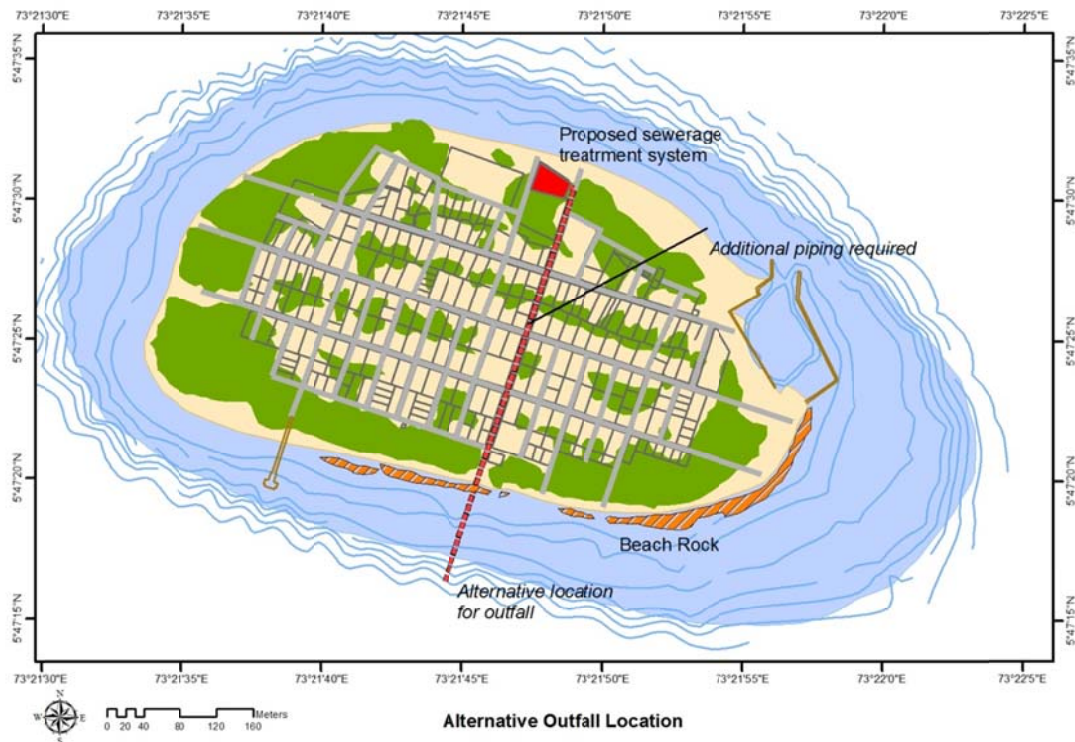 73°21'30"E 73°21'35"E 73°21'40"E 73°21'45"E 73°21'50"E 73°21'55"E 73°22'0"E 73°22'5"E
5°47'35"N 5°47'35"N
Proposed sewerage
treatrment system
5°47'30"N 5°47'30"N
Additional piping required
5°47'25"N 5°47'25"N
5°47'20"N 5°47'20"N
Beach Rock
Alternative location
for outfall
5°47'15"N 5°47'15"N
73°21'30"E 73°21'35"E 73°21'40"E 73°21'45"E 73°21'50"E 73°21'55"E 73°22'0"E 73°22'5"E
N
W E
S
Meters
0 20 40 80 120 160
Alternative Outfall Location